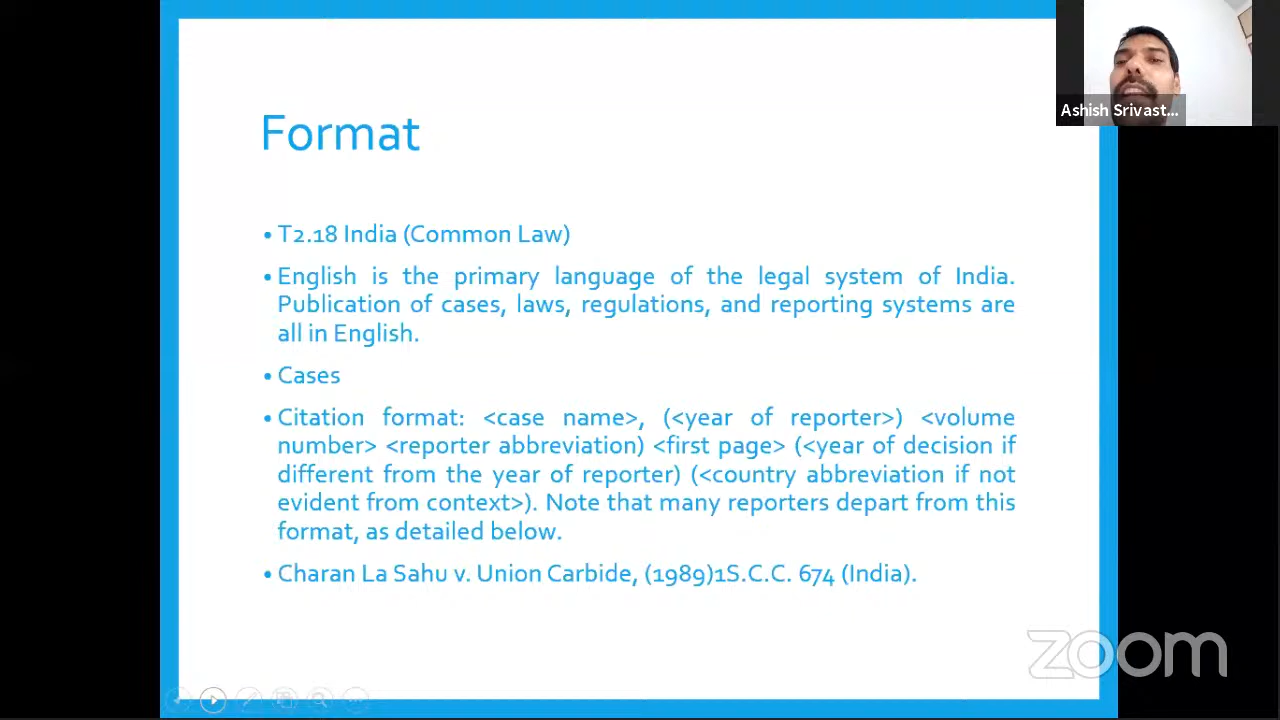 Format
• T2.18 India (Common Law)
• English is the primary language of the legal system of India.
Publication of cases, laws, regulations, and reporting systems are
all in English.
• Cases
• Citation format: <case name>, (<year of reporter>) <volume
number> <reporter abbreviation) <first page> (<year of decision if
different from the year of reporter) (<country abbreviation if not
evident from context>). Note that many reporters depart from this
format, as detailed below.
• Charan La Sahu v. Union Carbide, (1989)1S.C.C. 674 (India).
Ashish Srivast...
zoom